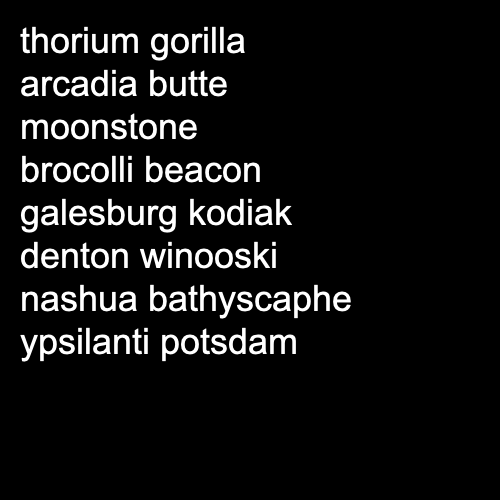 thorium gorilla
arcadia butte
moonstone
brocolli beacon
galesburg kodiak
denton winooski
nashua bathyscaphe
ypsilanti potsdam